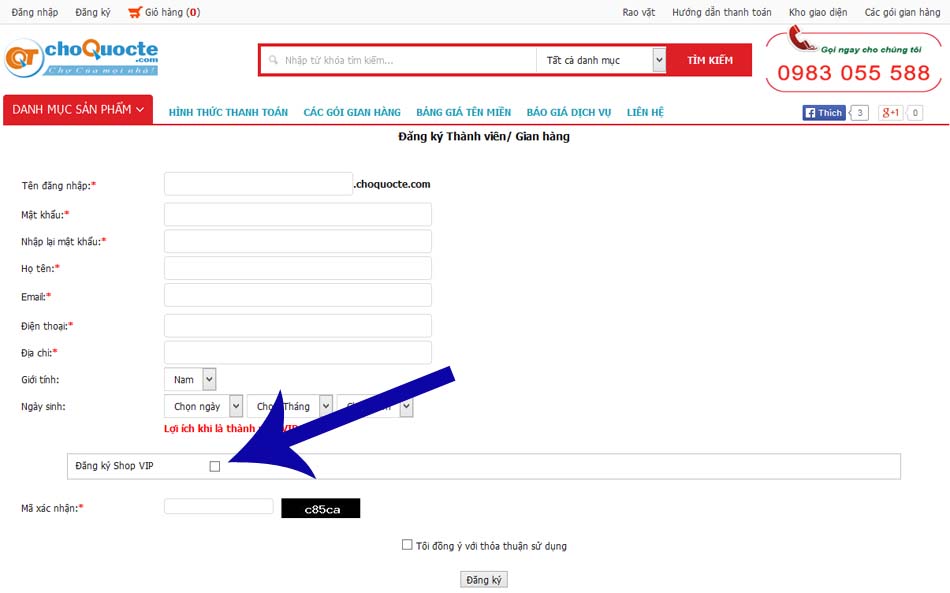 Đăng nhập Đăng ký Giỏ hàng (0) Rao vặt Hướng dẫn thanh toán Kho giao diện Các gói gian hàng
QT choQuocte .com
Chợ Của mọi nhà!
Nhập từ khóa tìm kiếm... Tất cả danh mục TÌM KIẾM
Gọi ngay cho chúng tôi
0983 055 588
DANH MỤC SẢN PHẨM HÌNH THỨC THANH TOÁN CÁC GÓI GIAN HÀNG BẢNG GIÁ TÊN MIỀN BÁO GIÁ DỊCH VỤ LIÊN HỆ Thích 3 g+1 0
Đăng ký Thành viên/ Gian hàng
Tên đăng nhập:* .choquocte.com
Mật khẩu:*
Nhập lại mật khẩu:*
Họ tên:*
Email:*
Điện thoại:*
Địa chỉ:*
Giới tính: Nam
Ngày sinh: Chọn ngày Tháng
Lợi ích khi là thành VIP
Đăng ký Shop VIP
Mã xác nhận:* c85ca
Tôi đồng ý với thỏa thuận sử dụng
Đăng ký